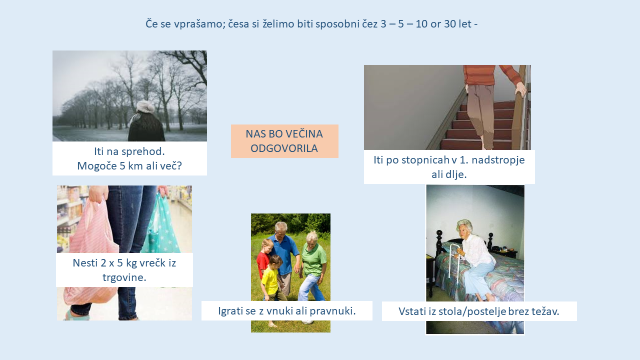 Če se vprašamo; česa si želimo biti sposobni čez 3 – 5 – 10 or 30 let -
NAS BO VEČINA
ODGOVORILA
Iti na sprehod.
Mogoče 5 km ali več?
Iti po stopnicah v 1. nadstropje
ali dlje.
Nesti 2 x 5 kg vrečk iz
trgovine.
Igrati se z vnuki ali pravnuki.
Vstati iz stola/postelje brez težav.